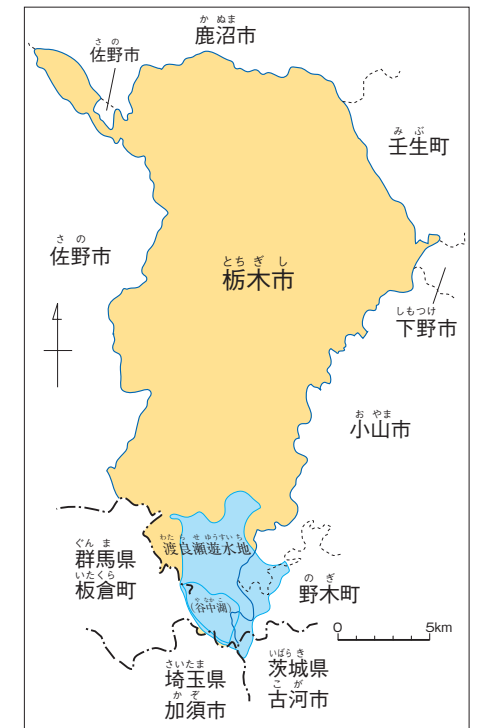 か ぬま
鹿沼市
さ の
佐野市
み ぶ
壬生町
さ の
佐野市
とち ぎ し
栃木市
しもつけ
下野市
お やま
小山市
わた ら せ ゆうすい ち
渡良瀬遊水地
ぐん ま
群馬県
いたくら
板倉町
や なか こ
(谷中湖)
の ぎ
野木町
0 5km
さいたま
埼玉県
か ぞ
加須市
いばら き
茨城県
こ が
古河市